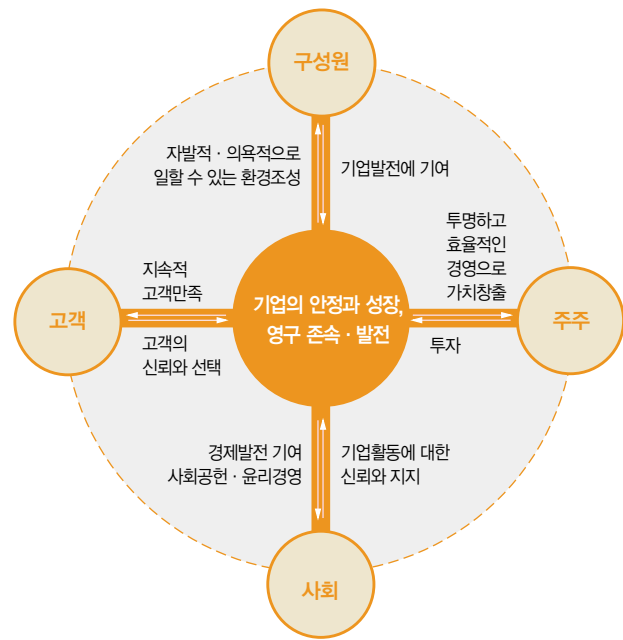 구성원
자발적 · 의욕적으로
일할 수 있는 환경조성
기업발전에 기여
투명하고
효율적인
경영으로
가치창출
지속적
고객만족
기업의 안정과 성장,
영구 존속 · 발전
고객
주주
고객의
신뢰와 선택
투자
경제발전 기여
사회공헌 · 윤리경영
기업활동에 대한
신뢰와 지지
사회